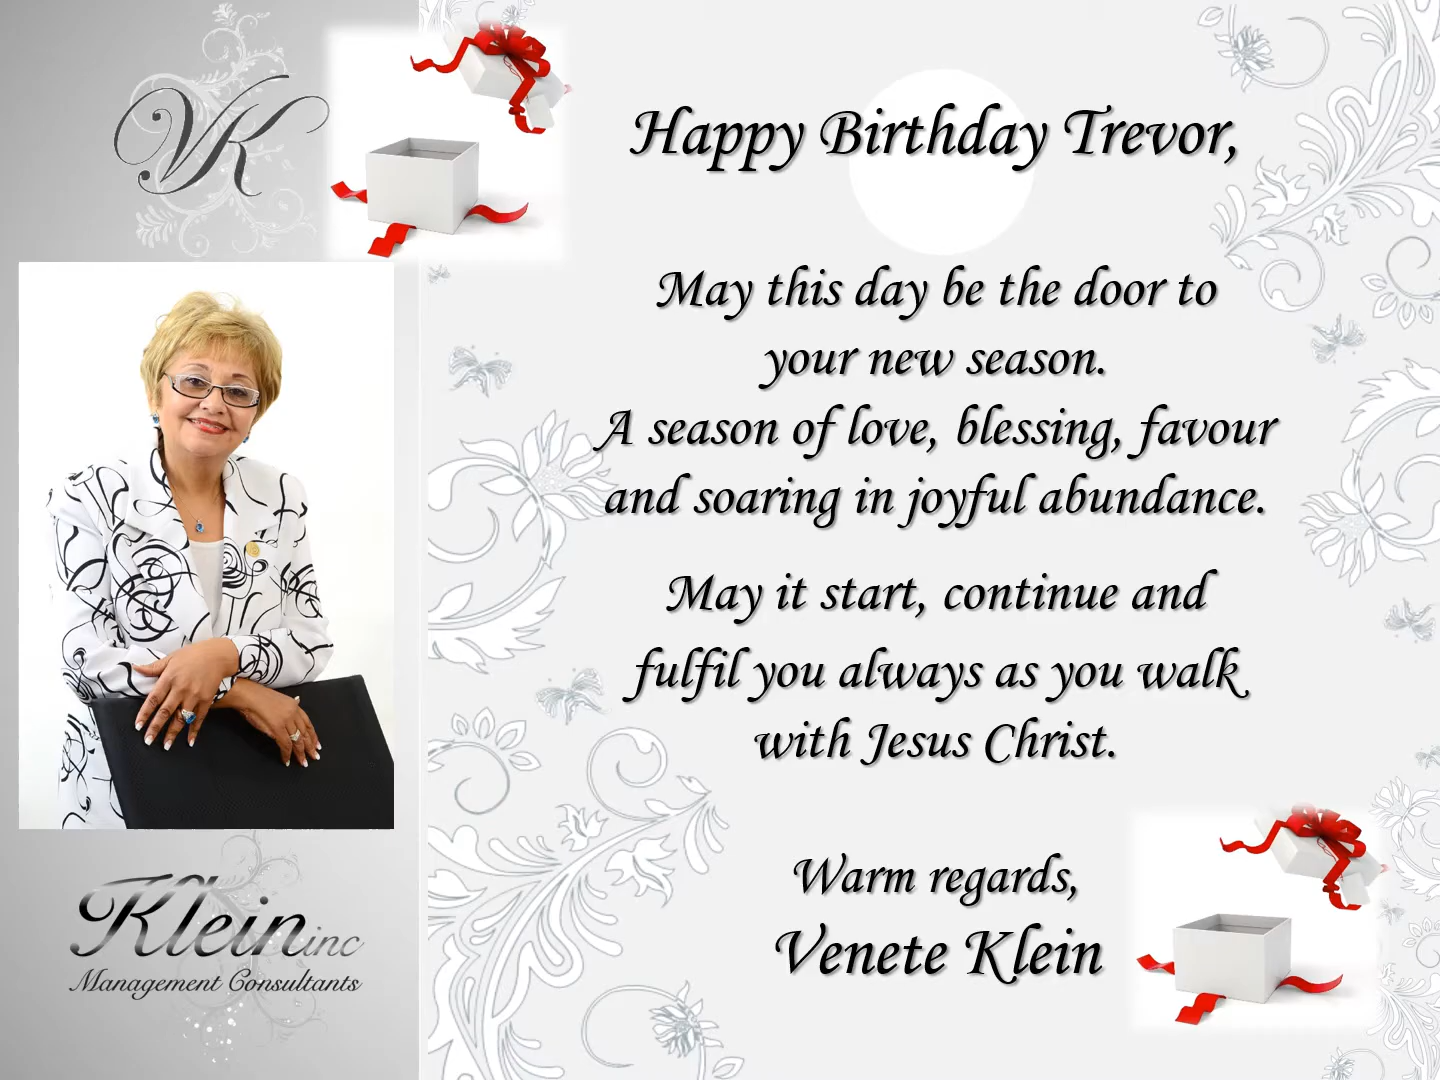 VK
Happy Birthday Trevor,
May this day be the door to
your new season.
A season of love, blessing, favour
and soaring in joyful abundance.
May it start, continue and
fulfil you always as you walk
with Jesus Christ.
Warm regards,
Venete Klein
Klein inc
Management Consultants